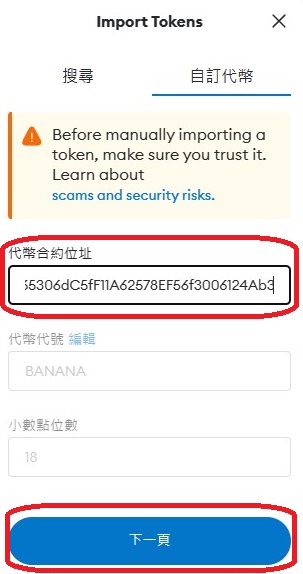 Import Tokens
搜尋
自訂代幣
Before manually importing a
token, make sure you trust it.
Learn about
scams and security risks.
代幣合約位址
55306dC5fF11A62578EF56f3006124Ab3
代幣代號 編輯
BANANA
小數點位數
18
下一頁